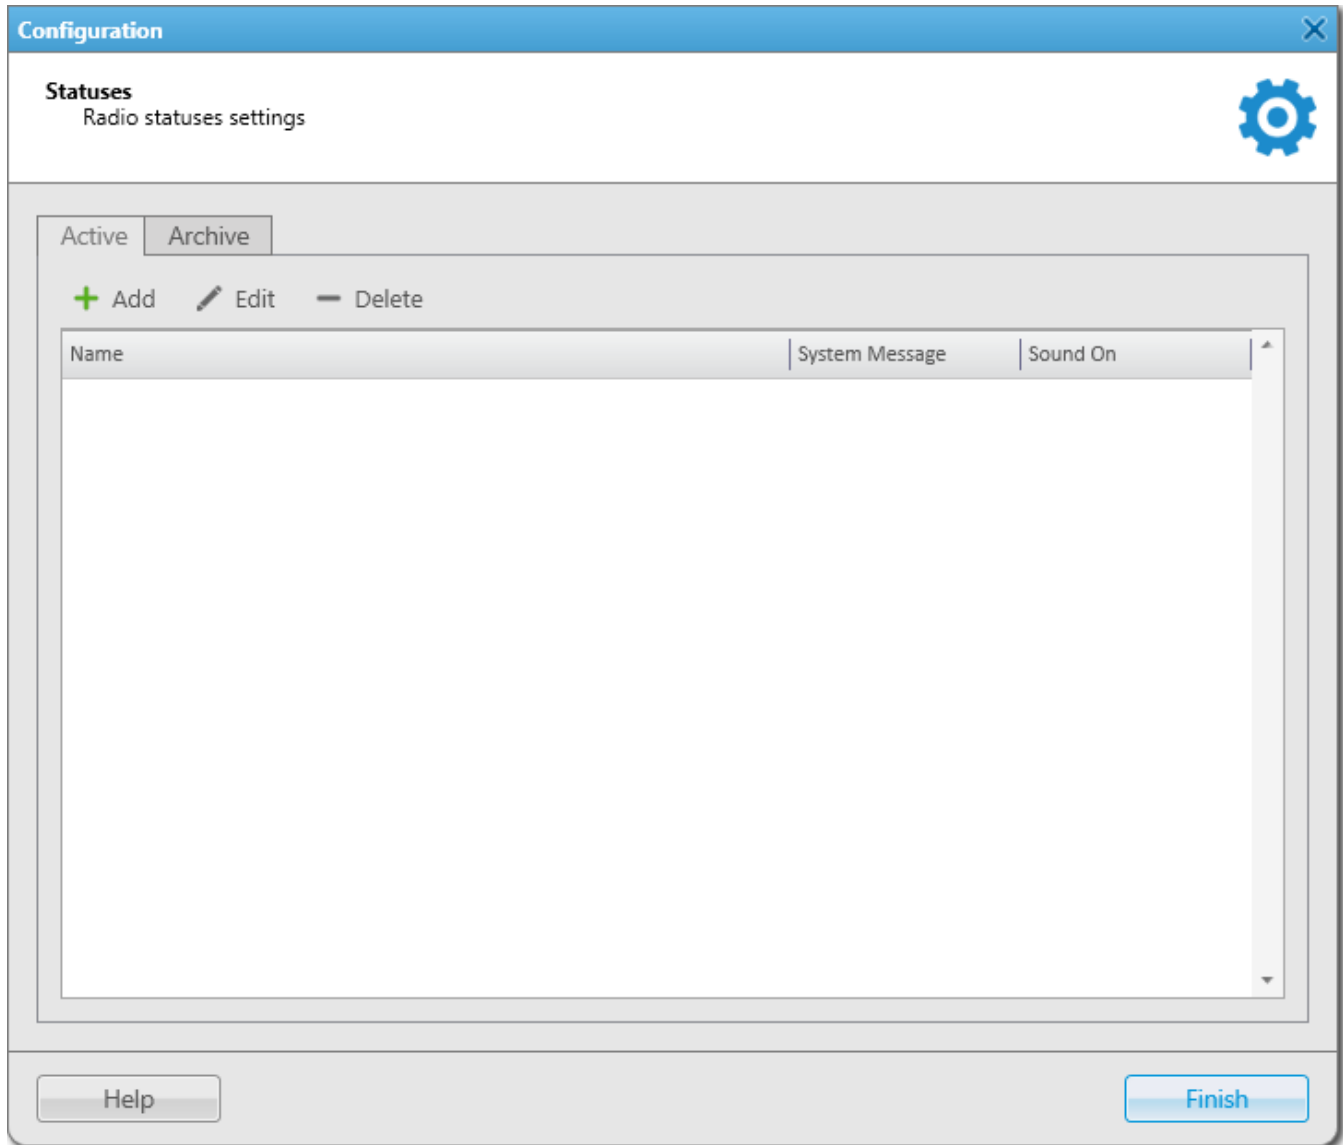 Configuration
Statuses
Radio statuses settings
Active Archive
Add Edit Delete
Name System Message Sound On
Help Finish